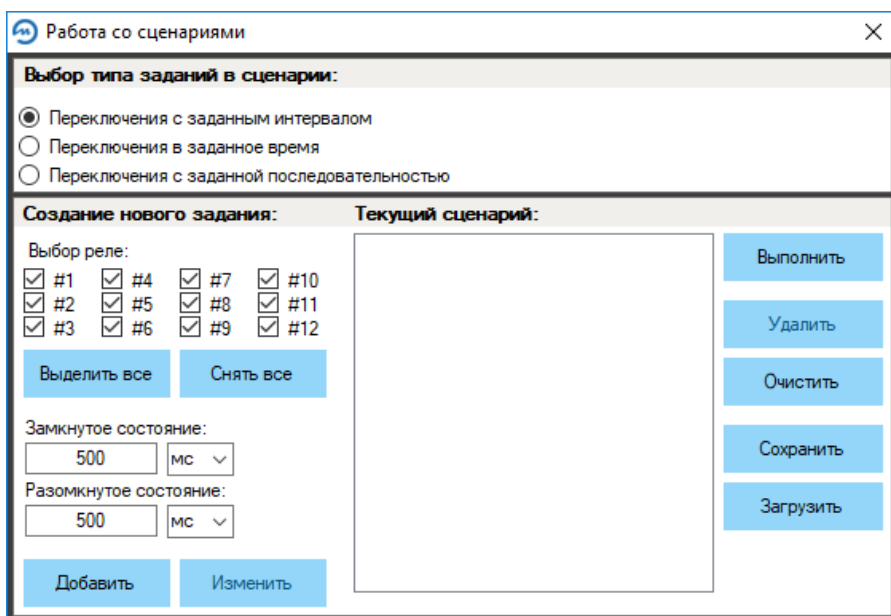 Работа со сценариями
Выбор типа заданий в сценарии:
Переключения с заданным интервалом
Переключения в заданное время
Переключения с заданной последовательностью
Создание нового задания:
Выбор реле:
#1 #4 #7 #10
#2 #5 #8 #11
#3 #6 #9 #12
Выделить все Снять все
Замкнутое состояние:
500 мс
Разомкнутое состояние:
500 мс
Добавить Изменить
Текущий сценарий:
Выполнить
Удалить
Очистить
Сохранить
Загрузить